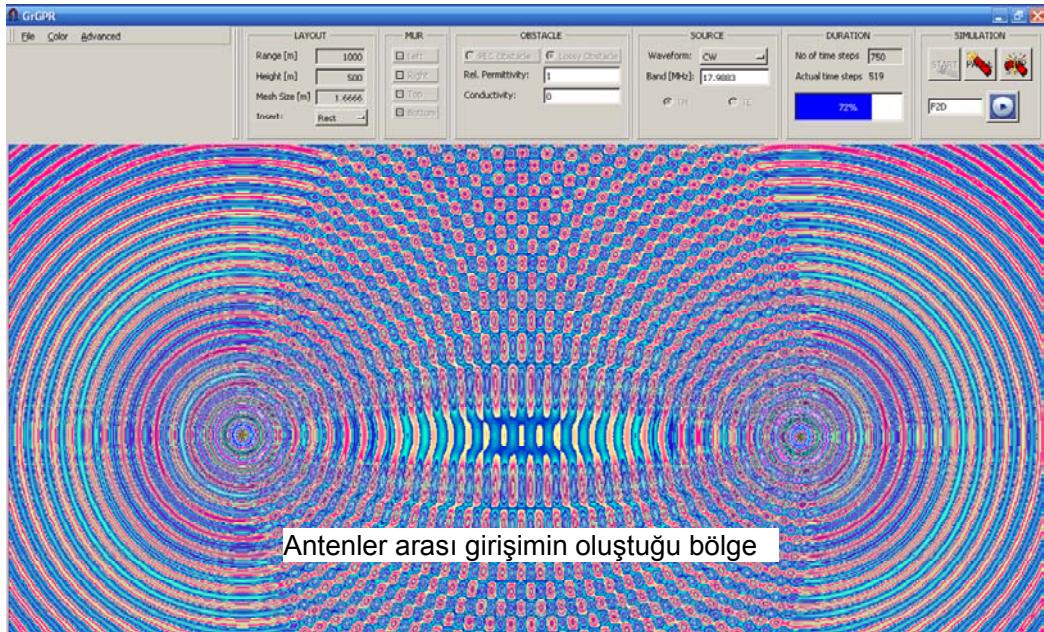 GrGPR
File Color Advanced
LAYOUT
Range [m] 1000
Height [m] 500
Mesh Size [m] 1.6666
Insert: Rect
MUR
Left
Right
Top
Bottom
OBSTACLE
PEC Obstacle Lossy Obstacle
Rel. Permittivity: 1
Conductivity: 0
SOURCE
Waveform: CW
Band [MHz]: 17.9883
TM TE
DURATION
No of time steps 750
Actual time steps 519
72%
SIMULATION
START
F2D
Antenler arası girişimin oluştuğu bölge